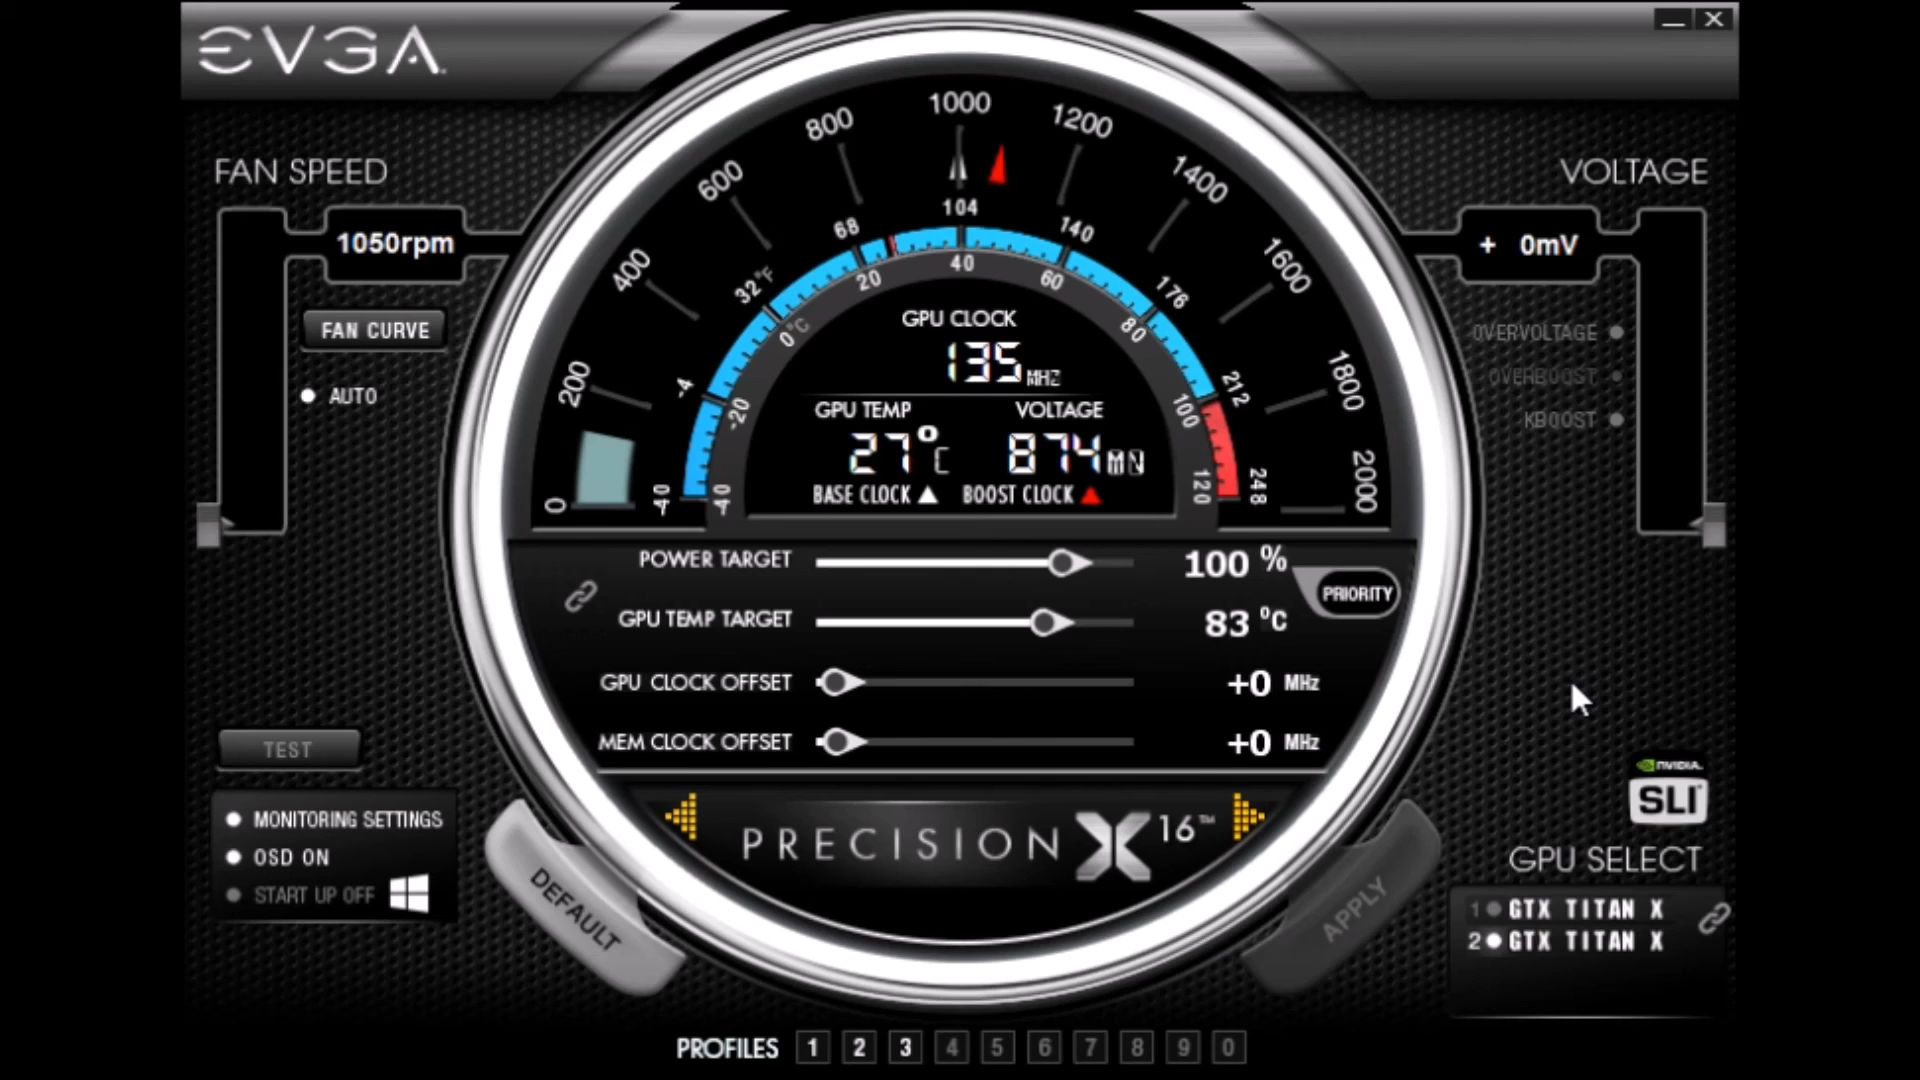 EVGA
FAN SPEED
1050rpm
FAN CURVE
AUTO
VOLTAGE
+ 0mV
OVERVOLTAGE
OVERBOOST
KBOOST
0 200 400 600 800 1000 1200 1400 1600 1800 2000
-40 -4 32°F 68 104 140 176 212 248
-40 -20 0°C 20 40 60 80 100 120
GPU CLOCK
135 MHZ
GPU TEMP VOLTAGE
27°C 874
BASE CLOCK BOOST CLOCK
POWER TARGET 100 %
GPU TEMP TARGET 83 °C
PRIORITY
GPU CLOCK OFFSET +0 MHz
MEM CLOCK OFFSET +0 MHz
PRECISION X 16™
TEST
MONITORING SETTINGS
OSD ON
START UP OFF
DEFAULT
APPLY
NVIDIA.
SLI
GPU SELECT
1 GTX TITAN X
2 GTX TITAN X
PROFILES 1 2 3 4 5 6 7 8 9 0